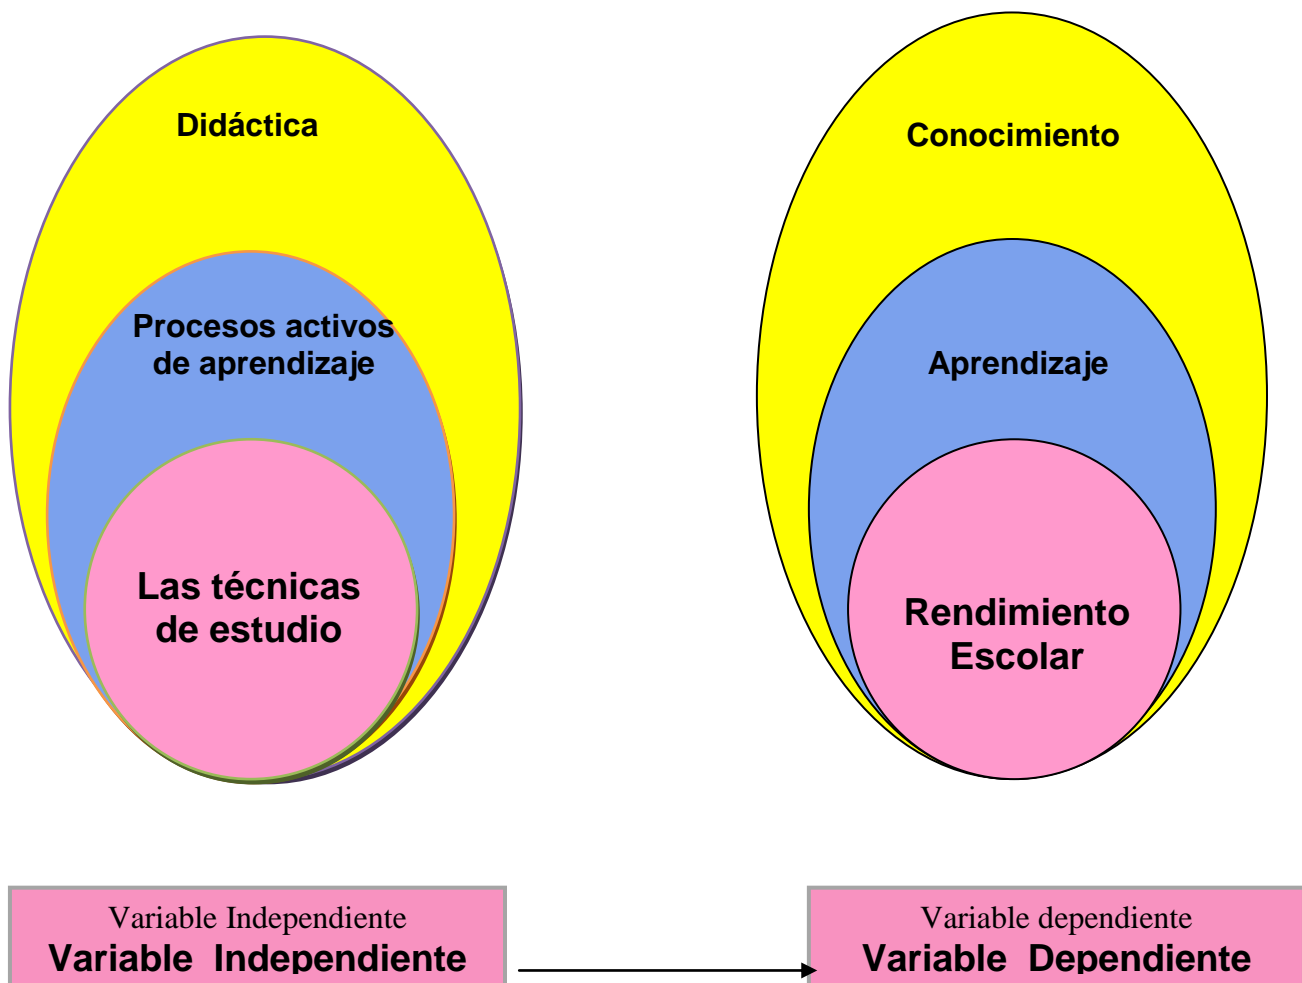 Didáctica
Procesos activos
de aprendizaje
Las técnicas
de estudio
Conocimiento
Aprendizaje
Rendimiento
Escolar
Variable Independiente
Variable Independiente
Variable dependiente
Variable Dependiente